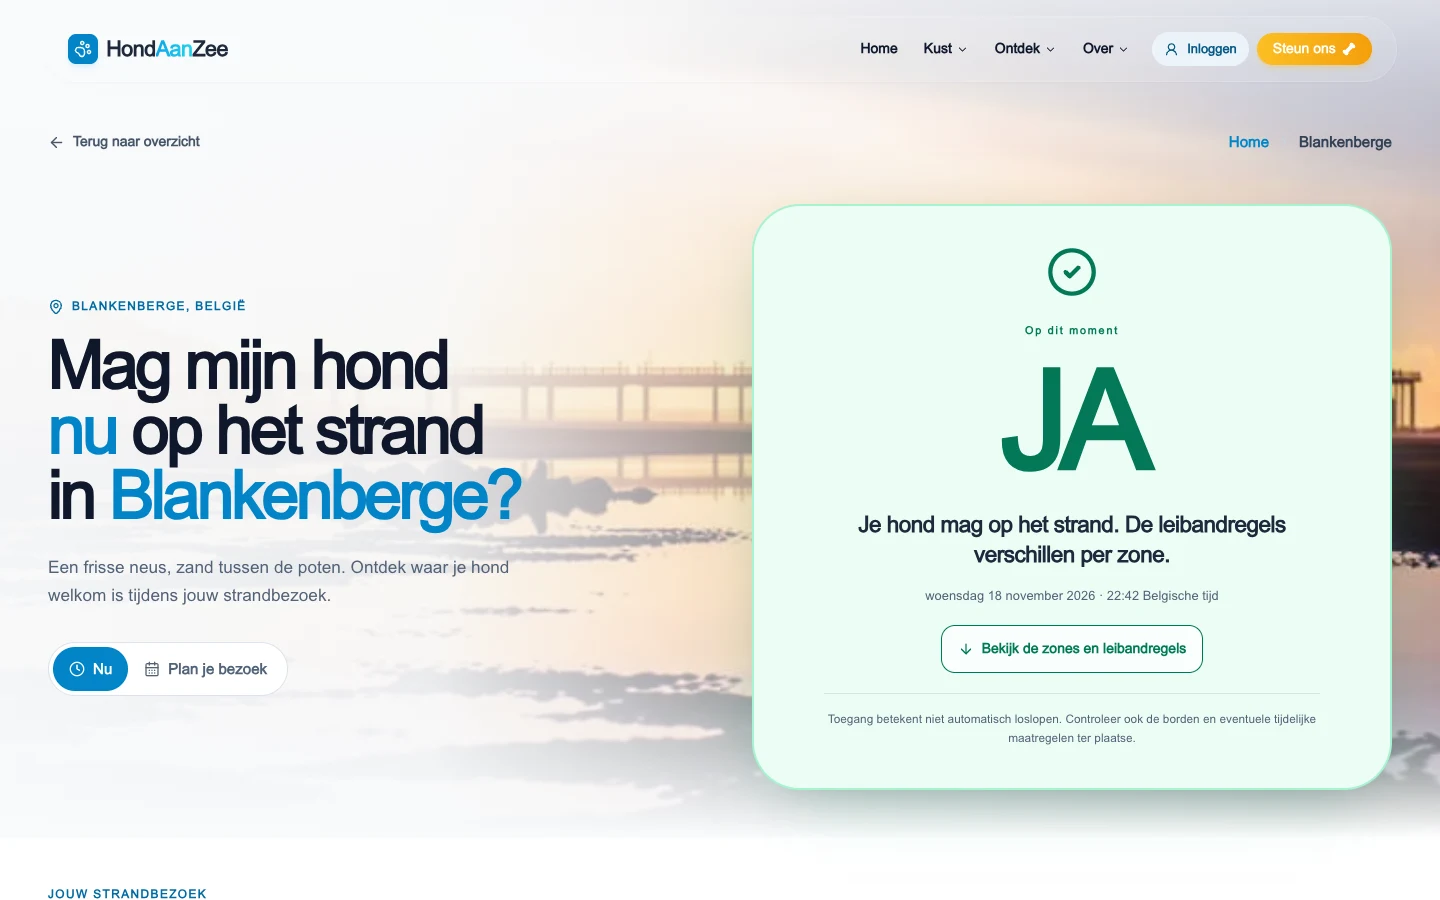 HondAanZee
Home
Kust
Ontdek
Over
Inloggen
Steun ons
Terug naar overzicht
Home
Blankenberge
BLANKENBERGE, BELGIË
Mag mijn hond
nu op het strand
in Blankenberge?
Een frisse neus, zand tussen de poten. Ontdek waar je hond
welkom is tijdens jouw strandbezoek.
Nu
Plan je bezoek
Op dit moment
JA
Je hond mag op het strand. De leibandregels
verschillen per zone.
woensdag 18 november 2026 · 22:42 Belgische tijd
Bekijk de zones en leibandregels
Toegang betekent niet automatisch loslopen. Controleer ook de borden en eventuele tijdelijke
maatregelen ter plaatse.
JOUW STRANDBEZOEK